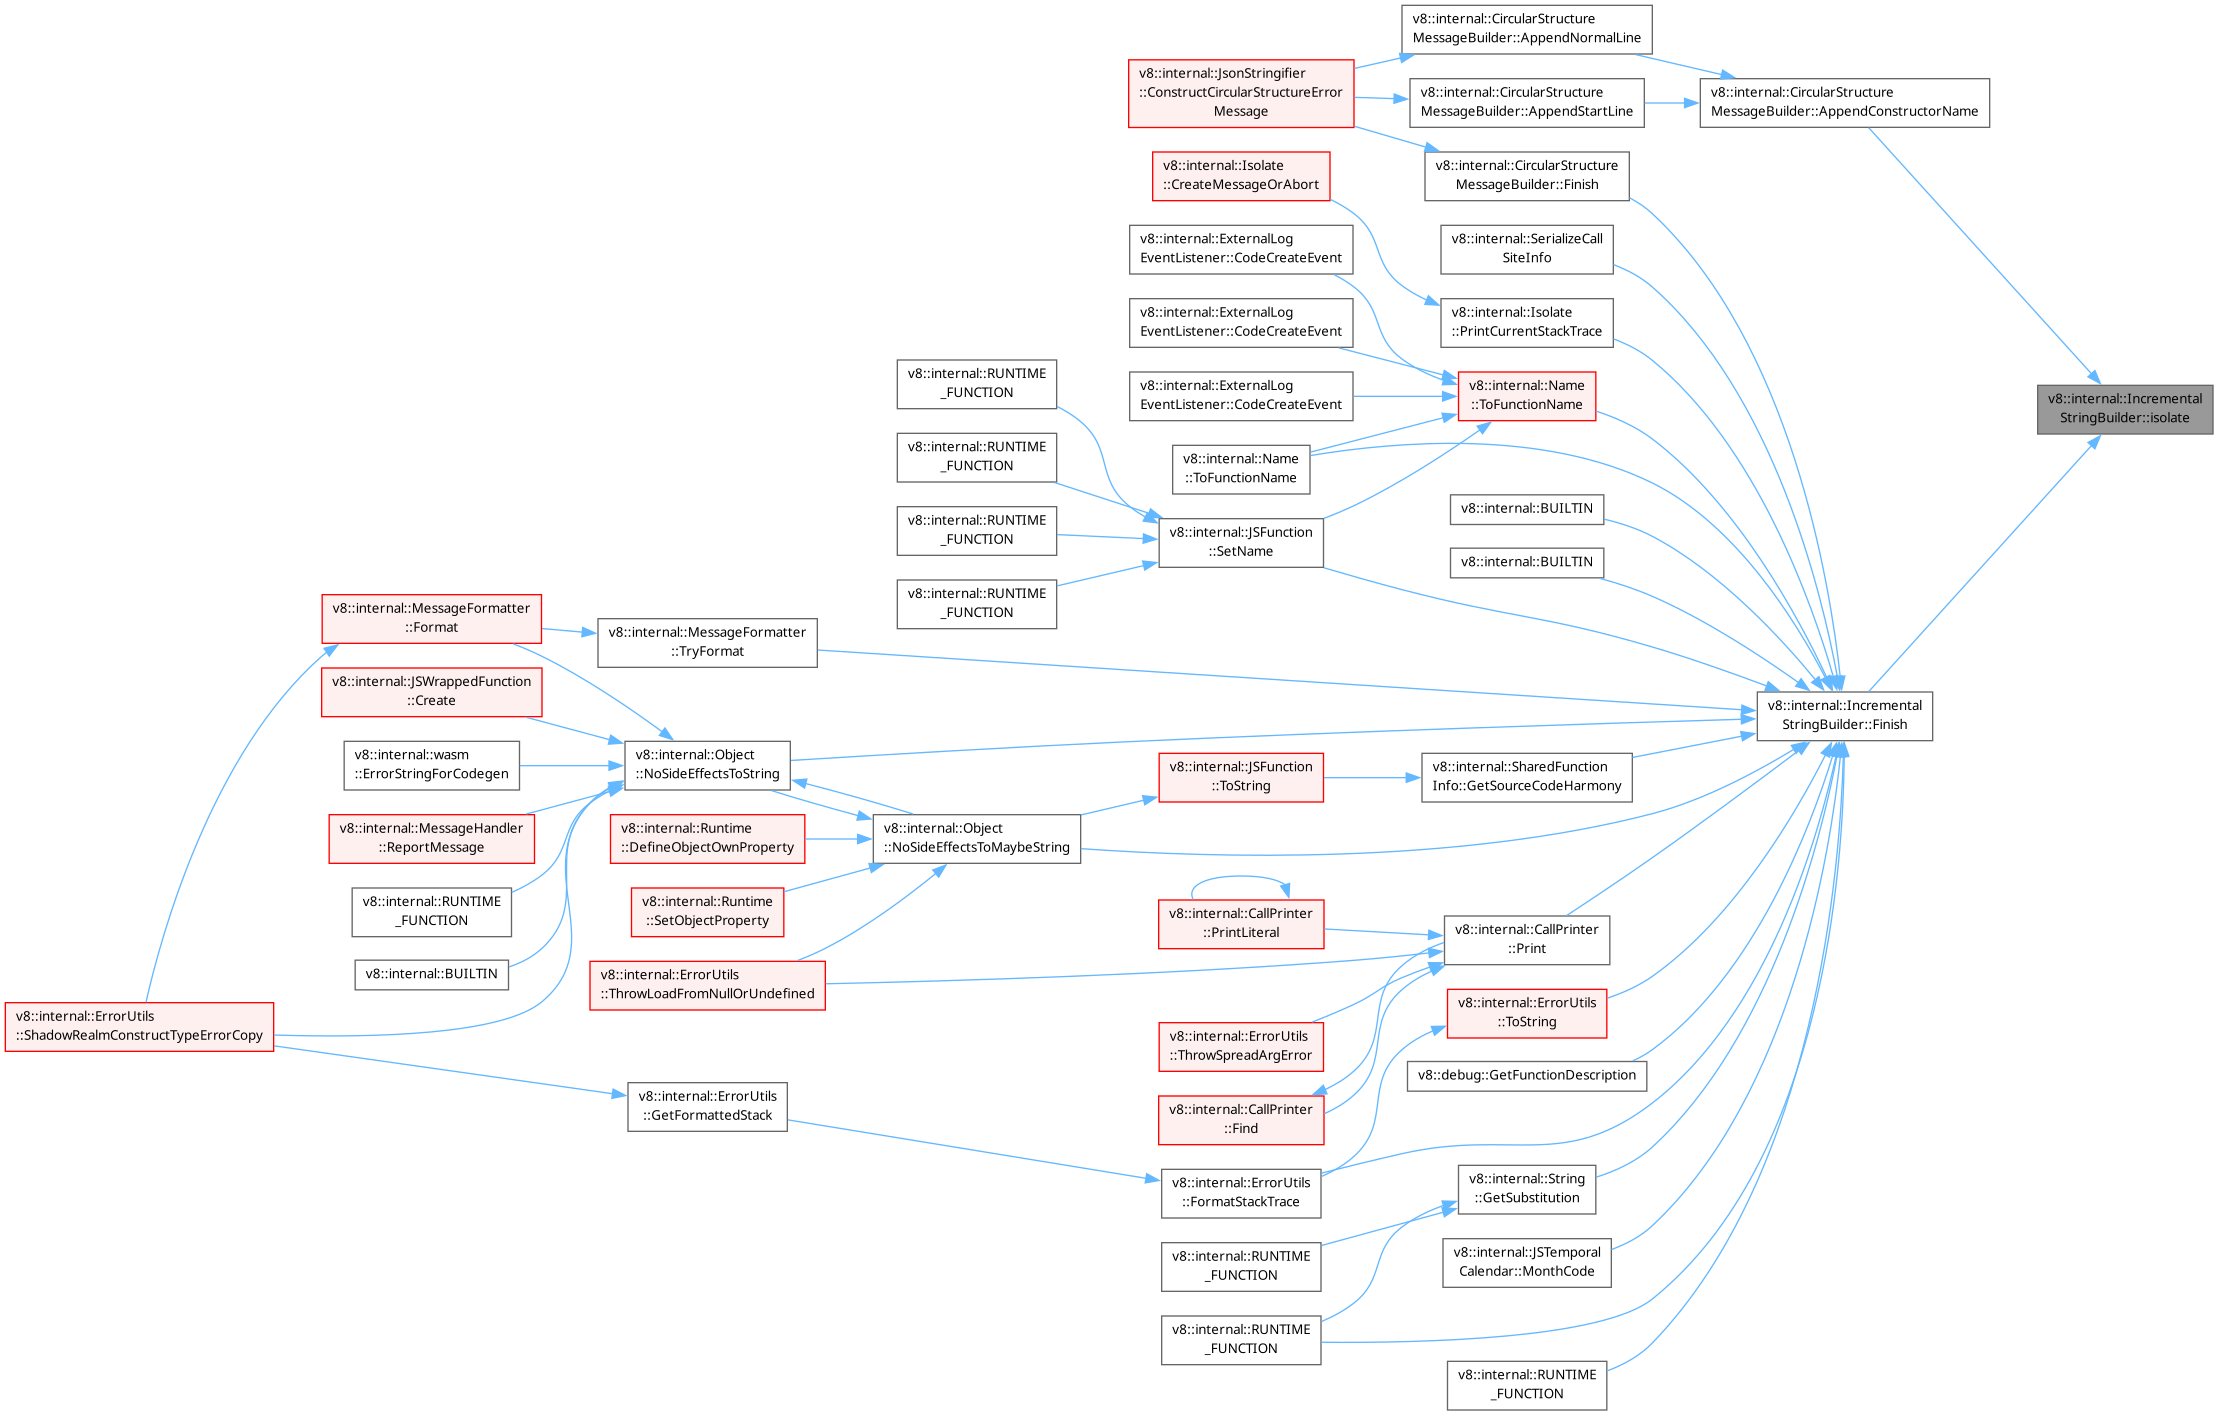 v8::internal::CircularStructure
MessageBuilder::AppendNormalLine
v8::internal::JsonStringifier
::ConstructCircularStructureError
Message
v8::internal::CircularStructure
MessageBuilder::AppendStartLine
v8::internal::CircularStructure
MessageBuilder::AppendConstructorName
v8::internal::Isolate
::CreateMessageOrAbort
v8::internal::CircularStructure
MessageBuilder::Finish
v8::internal::ExternalLog
EventListener::CodeCreateEvent
v8::internal::SerializeCall
SiteInfo
v8::internal::ExternalLog
EventListener::CodeCreateEvent
v8::internal::Isolate
::PrintCurrentStackTrace
v8::internal::RUNTIME
_FUNCTION
v8::internal::ExternalLog
EventListener::CodeCreateEvent
v8::internal::Name
::ToFunctionName
v8::internal::Incremental
StringBuilder::isolate
v8::internal::RUNTIME
_FUNCTION
v8::internal::Name
::ToFunctionName
v8::internal::BUILTIN
v8::internal::RUNTIME
_FUNCTION
v8::internal::JSFunction
::SetName
v8::internal::BUILTIN
v8::internal::RUNTIME
_FUNCTION
v8::internal::MessageFormatter
::Format
v8::internal::MessageFormatter
::TryFormat
v8::internal::JSWrappedFunction
::Create
v8::internal::Incremental
StringBuilder::Finish
v8::internal::wasm
::ErrorStringForCodegen
v8::internal::Object
::NoSideEffectsToString
v8::internal::JSFunction
::ToString
v8::internal::SharedFunction
Info::GetSourceCodeHarmony
v8::internal::MessageHandler
::ReportMessage
v8::internal::Runtime
::DefineObjectOwnProperty
v8::internal::Object
::NoSideEffectsToMaybeString
v8::internal::RUNTIME
_FUNCTION
v8::internal::Runtime
::SetObjectProperty
v8::internal::CallPrinter
::PrintLiteral
v8::internal::CallPrinter
::Print
v8::internal::BUILTIN
v8::internal::ErrorUtils
::ThrowLoadFromNullOrUndefined
v8::internal::ErrorUtils
::ShadowRealmConstructTypeErrorCopy
v8::internal::ErrorUtils
::ThrowSpreadArgError
v8::internal::ErrorUtils
::ToString
v8::debug::GetFunctionDescription
v8::internal::ErrorUtils
::GetFormattedStack
v8::internal::CallPrinter
::Find
v8::internal::ErrorUtils
::FormatStackTrace
v8::internal::String
::GetSubstitution
v8::internal::RUNTIME
_FUNCTION
v8::internal::JSTemporal
Calendar::MonthCode
v8::internal::RUNTIME
_FUNCTION
v8::internal::RUNTIME
_FUNCTION